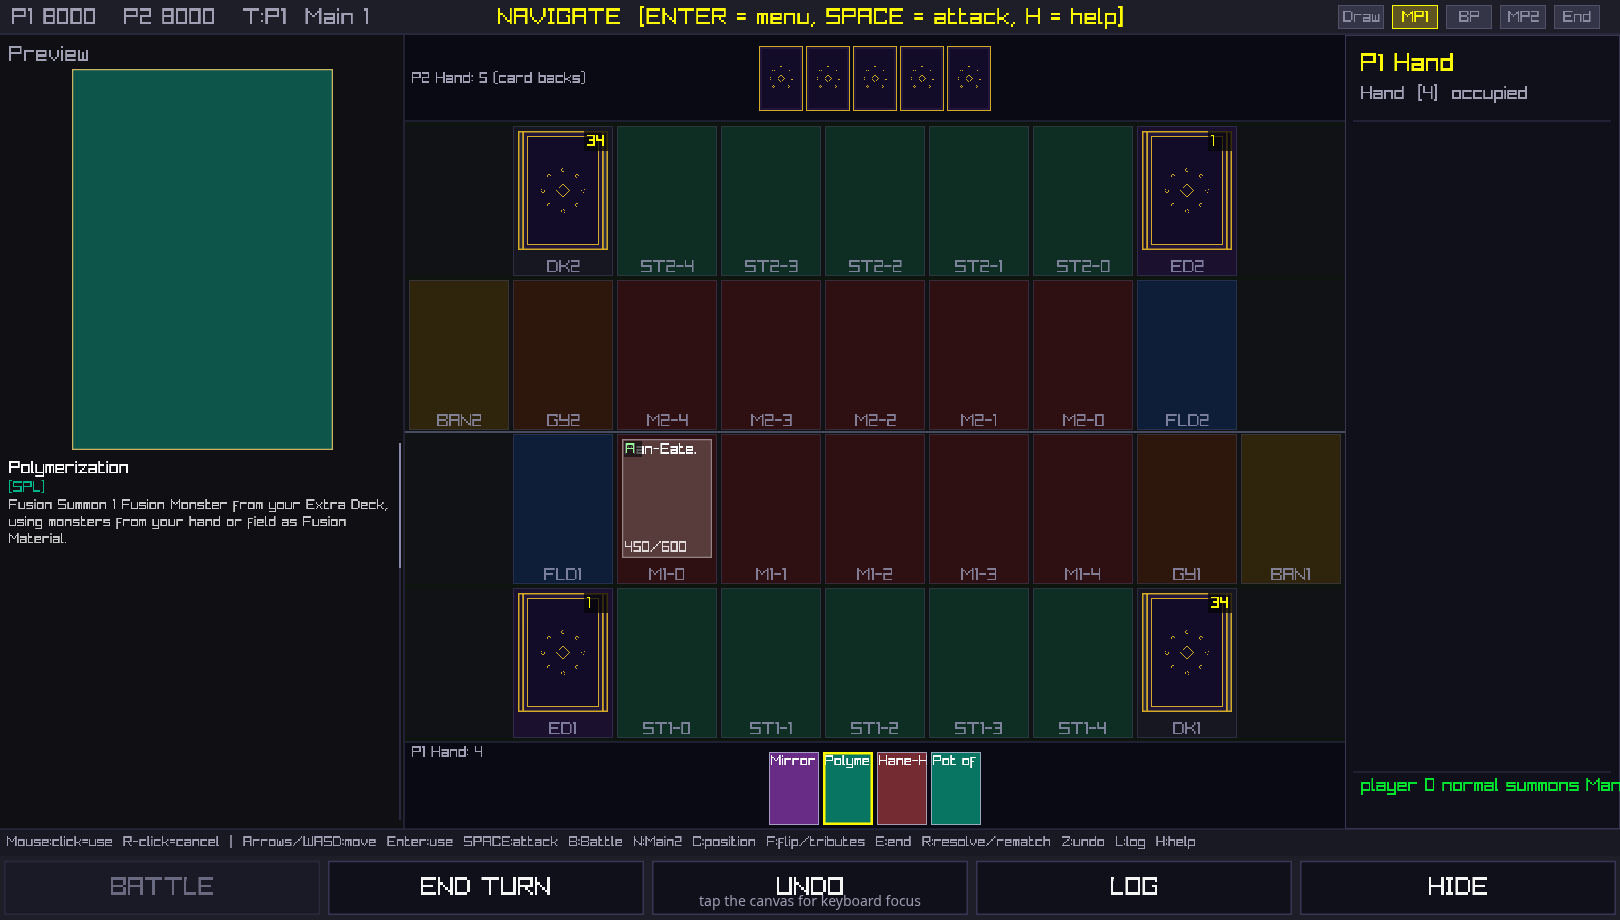 P1 8000 P2 8000 T:P1 Main 1
NAVIGATE [ENTER = menu, SPACE = attack, H = help]
Draw MP1 BP MP2 End
Preview
Polymerization
[SPL]
Fusion Summon 1 Fusion Monster from your Extra Deck,
using monsters from your hand or field as Fusion
Material.
P2 Hand: 5 (card backs)
34
1
DK2 ST2-4 ST2-3 ST2-2 ST2-1 ST2-0 ED2
BAN2 GY2 M2-4 M2-3 M2-2 M2-1 M2-0 FLD2
450/600
FLD1 M1-0 M1-1 M1-2 M1-3 M1-4 GY1 BAN1
1
34
ED1 ST1-0 ST1-1 ST1-2 ST1-3 ST1-4 DK1
P1 Hand: 4
Mirror Polyme Hane-H Pot of
P1 Hand
Hand [4] occupied
player 0 normal summons Man
Mouse:click=use R-click=cancel | Arrows/WASD:move Enter:use SPACE:attack B:Battle N:Main2 C:position F:flip/tributes E:end R:resolve/rematch Z:undo L:log H:help
BATTLE
END TURN
UNDO
tap the canvas for keyboard focus
LOG
HIDE